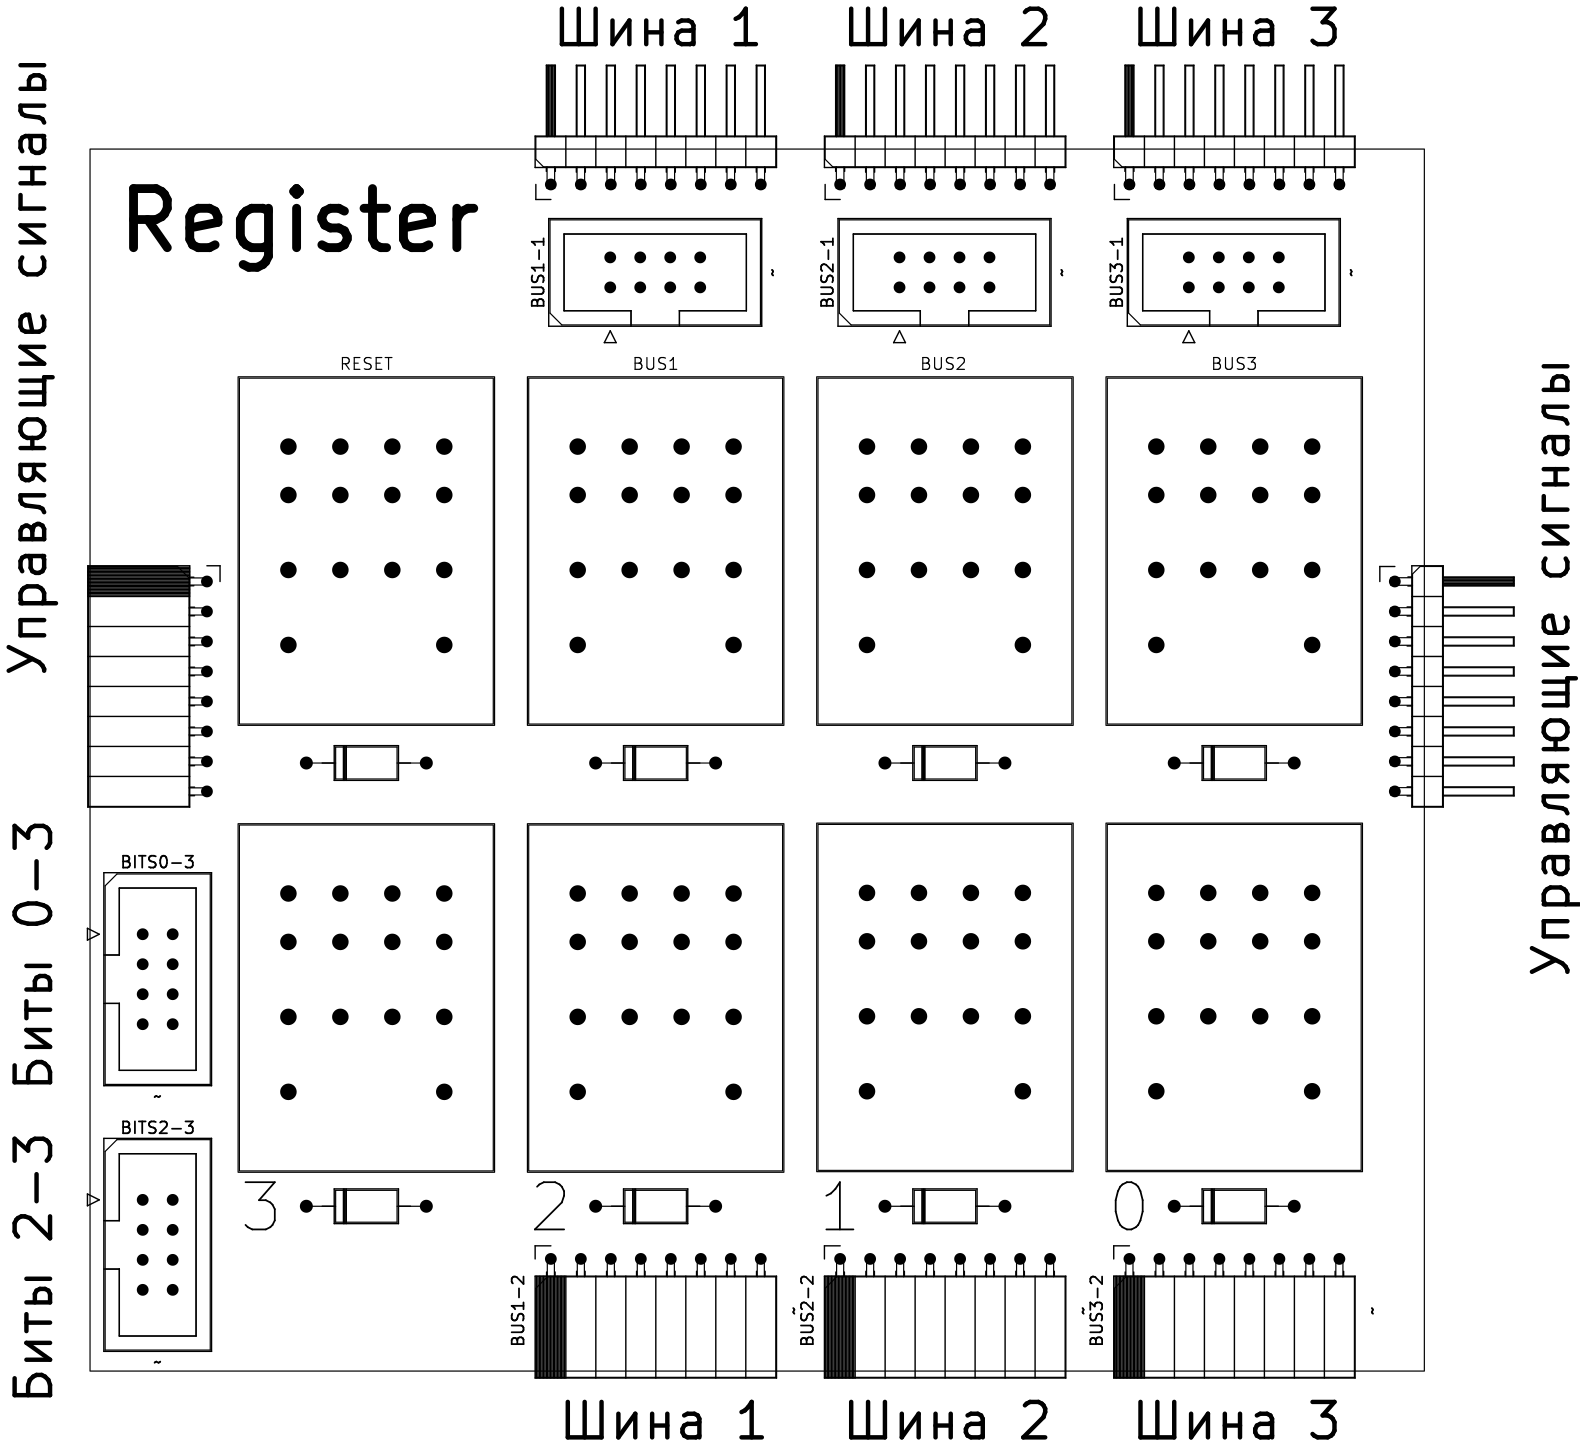 Шина 1
Шина 2
Шина 3
Управляющие сигналы
Register
BUS1-1
~
BUS2-1
~
BUS3-1
~
RESET
BUS1
BUS2
BUS3
Управляющие сигналы
Биты 0-3
BITS0-3
~
Биты 2-3
BITS2-3
~
3
2
1
0
BUS1-2
~
BUS2-2
~
BUS3-2
~
Шина 1
Шина 2
Шина 3